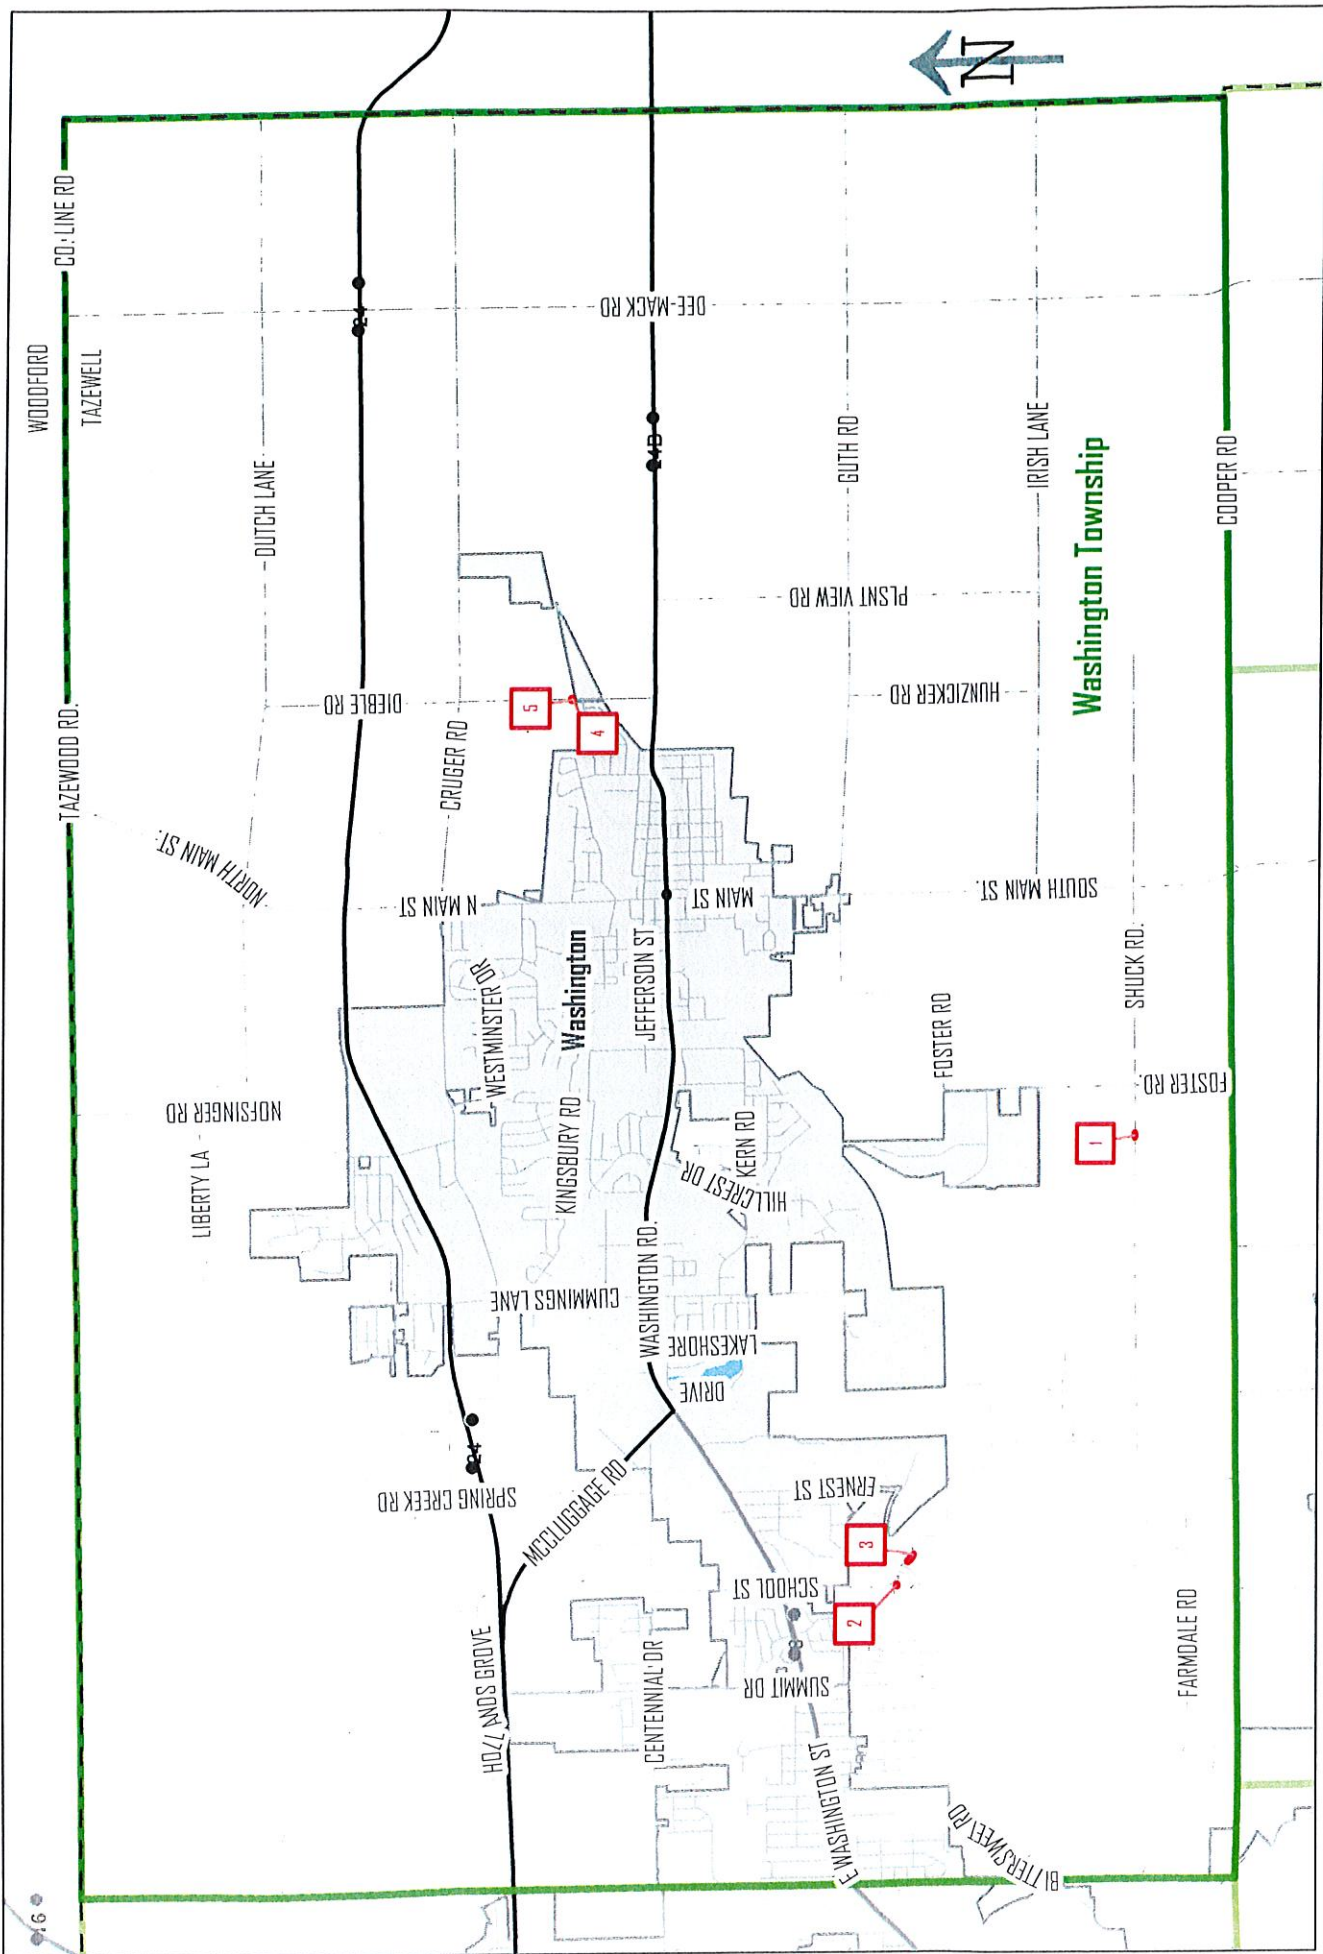 WOODFORD
TAZEWELL
TAZEWOOD RD.
CO. LINE RD
6
NORTH MAIN ST.
DUTCH LANE
NOFSINGER RD
LIBERTY LA
DIEBLE RD
24
CRUGER RD
N MAIN ST
WESTMINSTER DR
SPRING CREEK RD
24
HOLLANDS GROVE
MCCLUGGAGE RD
CUMMINGS LANE
KINGSBURY RD
Washington
5
4
DEE-MACK RD
24B
JEFFERSON ST
MAIN ST
WASHINGTON RD.
LAKESHORE
DRIVE
HILLCREST DR
KERN RD
CENTENNIAL DR
SUMMIT DR
SCHOOL ST
8
ERNEST ST
E WASHINGTON ST
2
3
PLSNT VIEW RD
GUTH RD
HUNZICKER RD
IRISH LANE
SOUTH MAIN ST.
FOSTER RD
BITTERSWEET RD
1
SHUCK RD.
Washington Township
FOSTER RD.
FARMDALE RD
COOPER RD
N